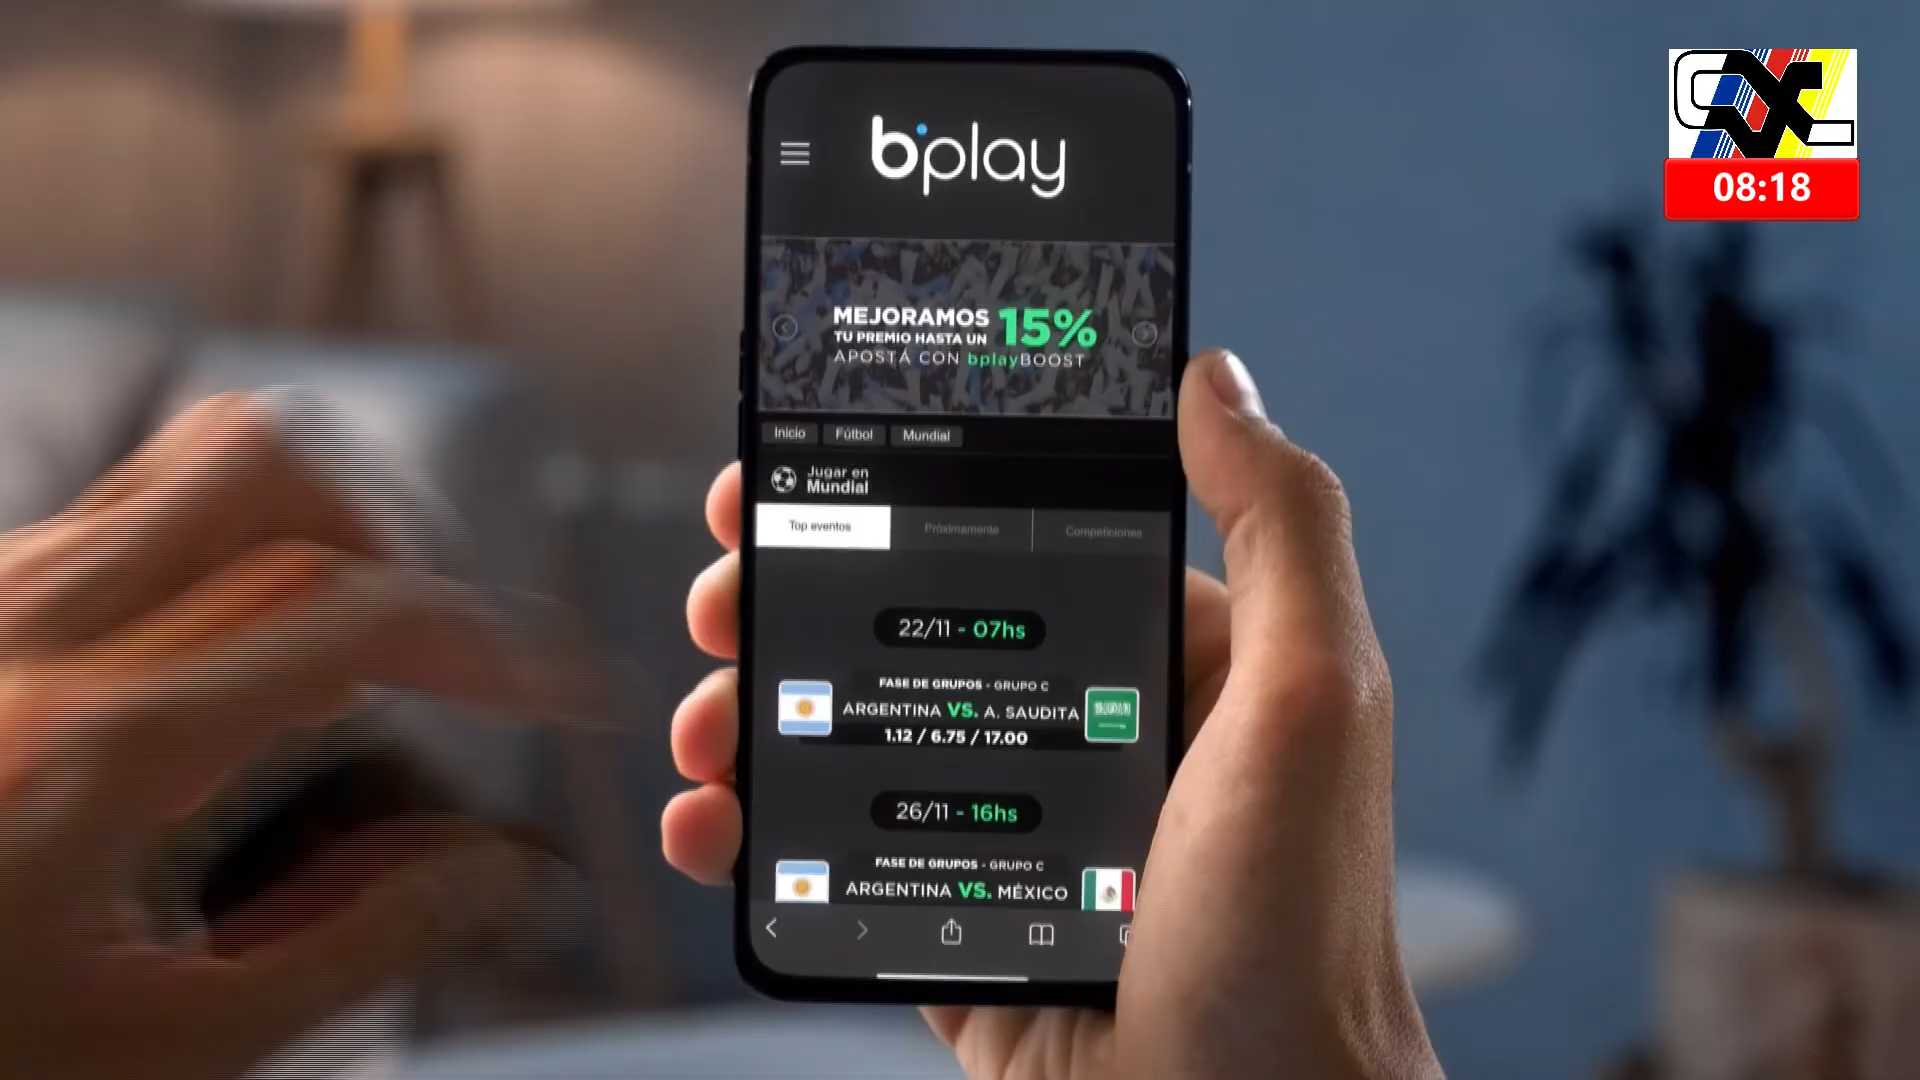 bplay
08:18
MEJORAMOS 15%
TU PREMIO HASTA UN
APOSTÁ CON bplayBOOST
Inicio Fútbol Mundial
Jugar en
Mundial
Top eventos Próximamente Competiciones
22/11 - 07hs
FASE DE GRUPOS - GRUPO C
ARGENTINA VS. A. SAUDITA
1.12 / 6.75 / 17.00
26/11 - 16hs
FASE DE GRUPOS - GRUPO C
ARGENTINA VS. MÉXICO